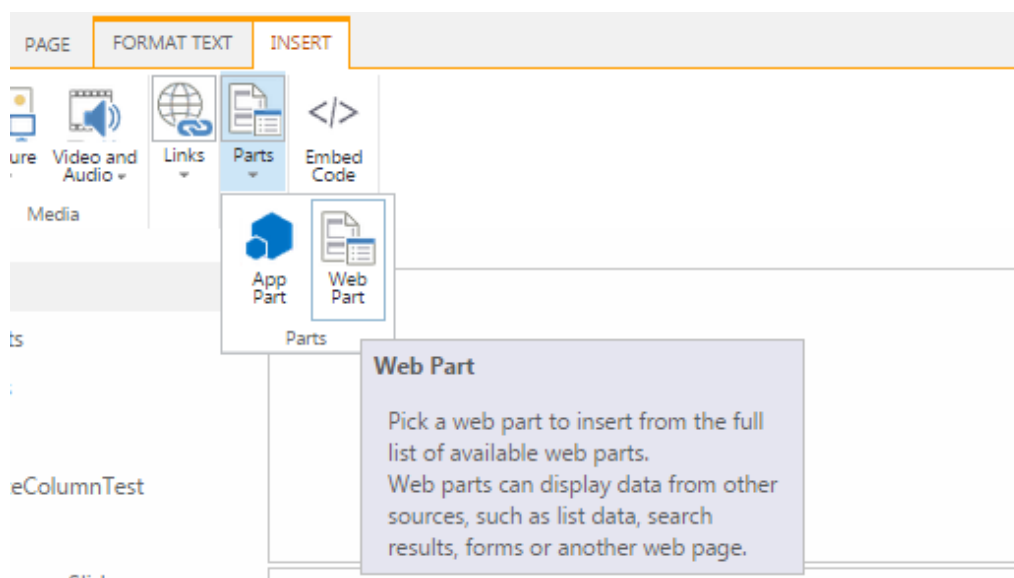 PAGE
FORMAT TEXT
INSERT
ure
Video and
Audio
Links
Parts
Embed
Code
Media
App
Part
Web
Part
Parts
ts
s
eColumnTest
Web Part
Pick a web part to insert from the full
list of available web parts.
Web parts can display data from other
sources, such as list data, search
results, forms or another web page.